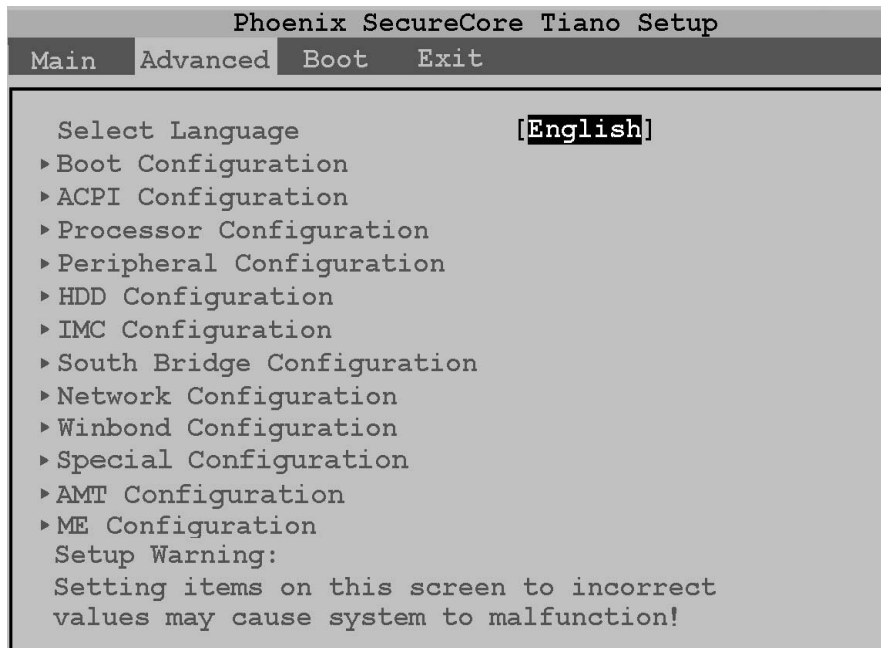 Phoenix SecureCore Tiano Setup
Main Advanced Boot Exit
Select Language [English]
▸Boot Configuration
▸ACPI Configuration
▸Processor Configuration
▸Peripheral Configuration
▸HDD Configuration
▸IMC Configuration
▸South Bridge Configuration
▸Network Configuration
▸Winbond Configuration
▸Special Configuration
▸AMT Configuration
▸ME Configuration
Setup Warning:
Setting items on this screen to incorrect
values may cause system to malfunction!